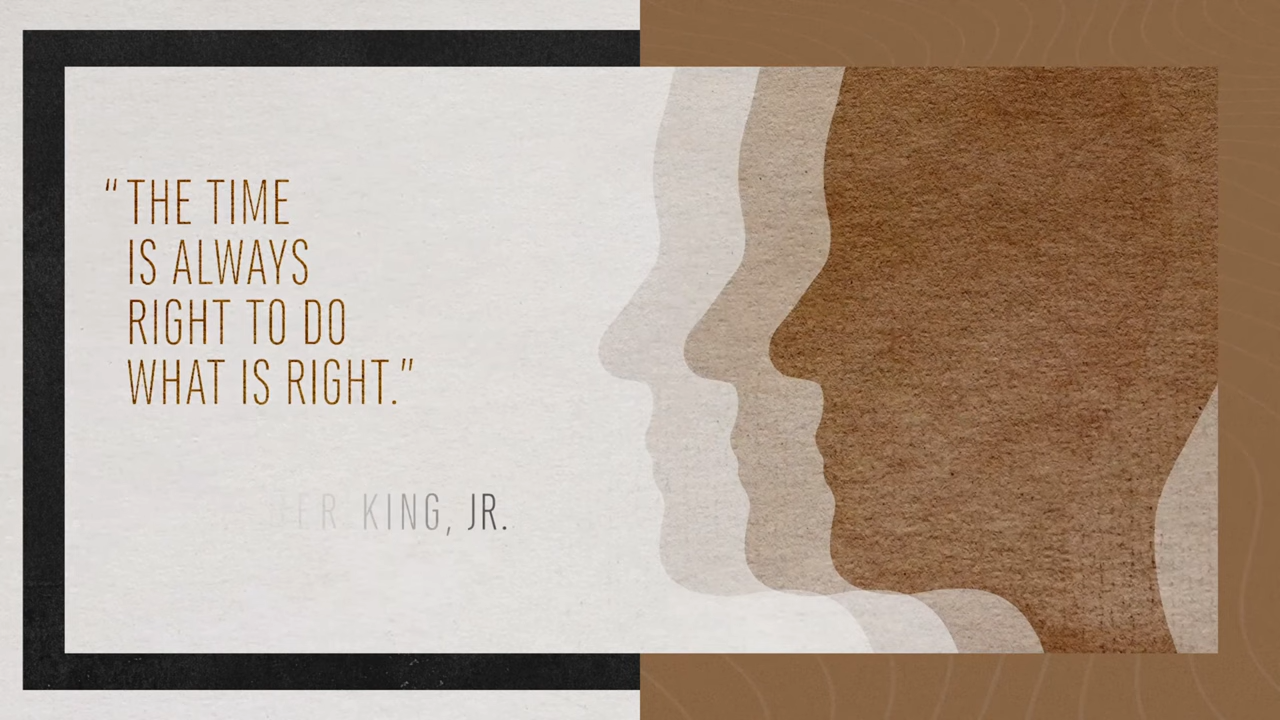 “THE TIME
IS ALWAYS
RIGHT TO DO
WHAT IS RIGHT.”
KING, JR.